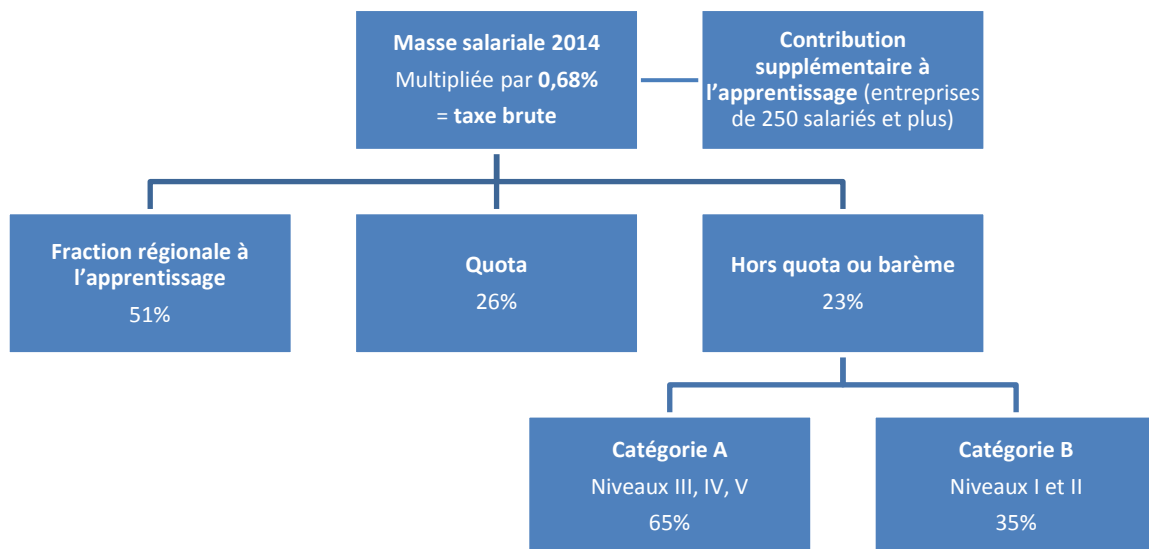 Masse salariale 2014
Multipliée par 0,68%
= taxe brute
Contribution
supplémentaire à
l’apprentissage (entreprises
de 250 salariés et plus)
Fraction régionale à
l’apprentissage
51%
Quota
26%
Hors quota ou barème
23%
Catégorie A
Niveaux III, IV, V
65%
Catégorie B
Niveaux I et II
35%